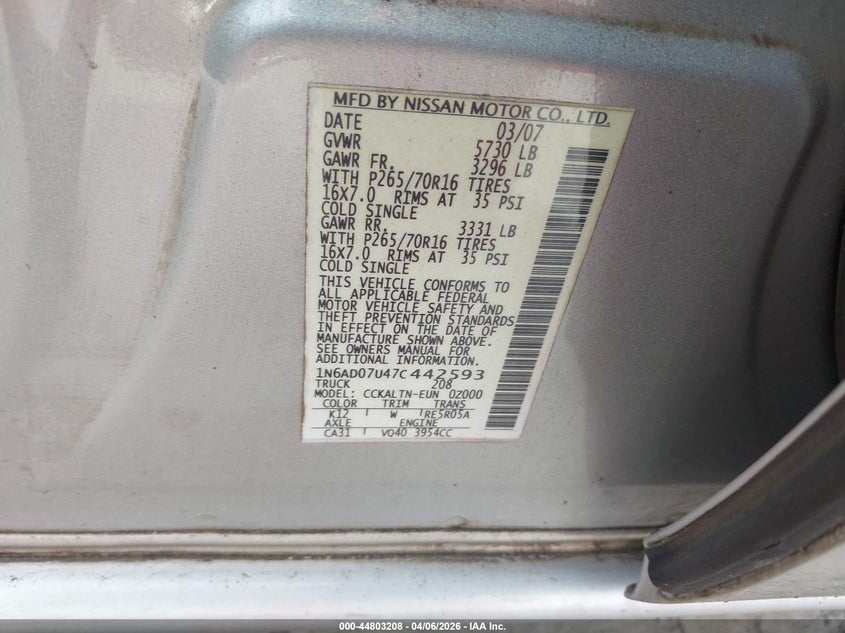 MFD BY NISSAN MOTOR CO., LTD.
DATE 03/07
GVWR 5730 LB
GAWR FR. 3296 LB
WITH P265/70R16 TIRES
16X7.0 RIMS AT 35 PSI
COLD SINGLE
GAWR RR. 3331 LB
WITH P265/70R16 TIRES
16X7.0 RIMS AT 35 PSI
COLD SINGLE
THIS VEHICLE CONFORMS TO
ALL APPLICABLE FEDERAL
MOTOR VEHICLE SAFETY AND
THEFT PREVENTION STANDARDS
IN EFFECT ON THE DATE OF
MANUFACTURE SHOWN ABOVE.
SEE OWNERS MANUAL FOR
ADDITIONAL INFORMATION.
1N6AD07U47C442593
TRUCK 208
MODEL: CCKALTN-EUN 0Z000
COLOR TRIM TRANS
K12 W RE5R05A
AXLE ENGINE
CA31 VQ40 3954CC
000-44803208 - 04/06/2026 - IAA Inc.